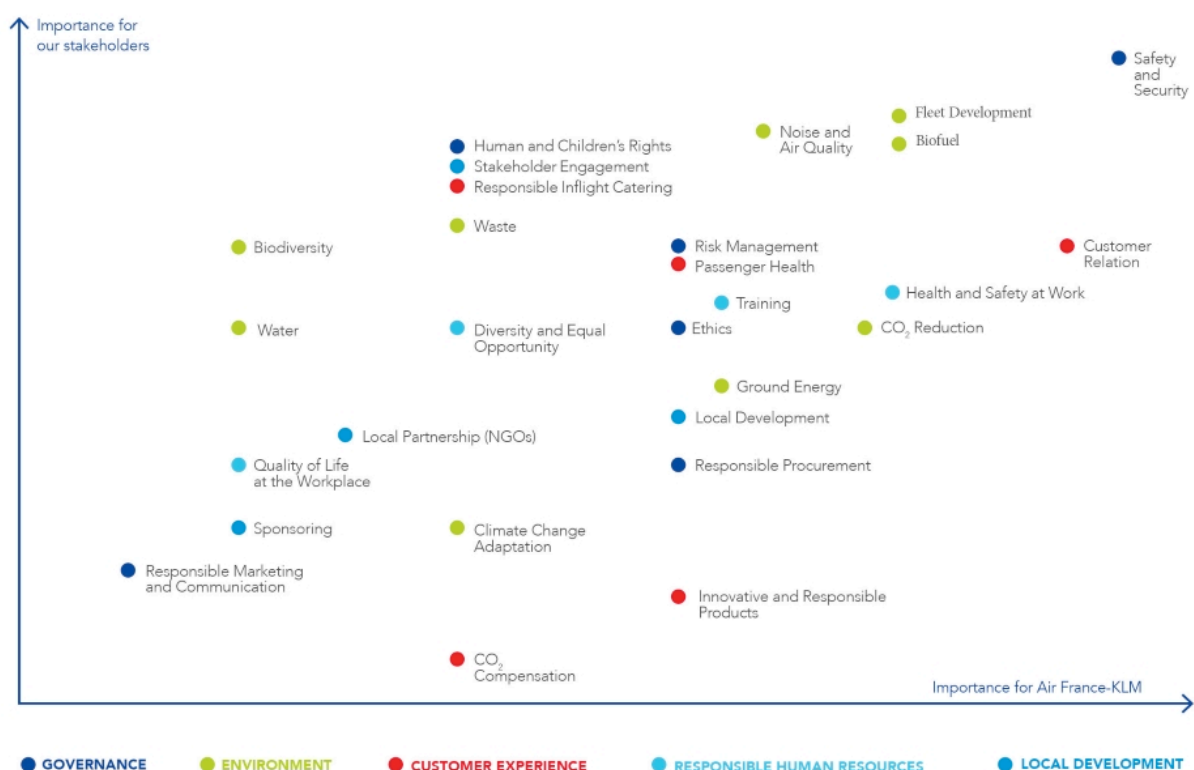 Importance for
our stakeholders
Safety
and
Security
Fleet Development
Noise and
Air Quality
Biofuel
Human and Children's Rights
Stakeholder Engagement
Responsible Inflight Catering
Waste
Biodiversity
Risk Management
Passenger Health
Customer
Relation
Training
Health and Safety at Work
Water
Diversity and Equal
Opportunity
Ethics
CO₂ Reduction
Ground Energy
Local Development
Local Partnership (NGOs)
Quality of Life
at the Workplace
Responsible Procurement
Sponsoring
Climate Change
Adaptation
Responsible Marketing
and Communication
Innovative and Responsible
Products
CO₂
Compensation
Importance for Air France-KLM
GOVERNANCE ENVIRONMENT CUSTOMER EXPERIENCE RESPONSIBLE HUMAN RESOURCES LOCAL DEVELOPMENT